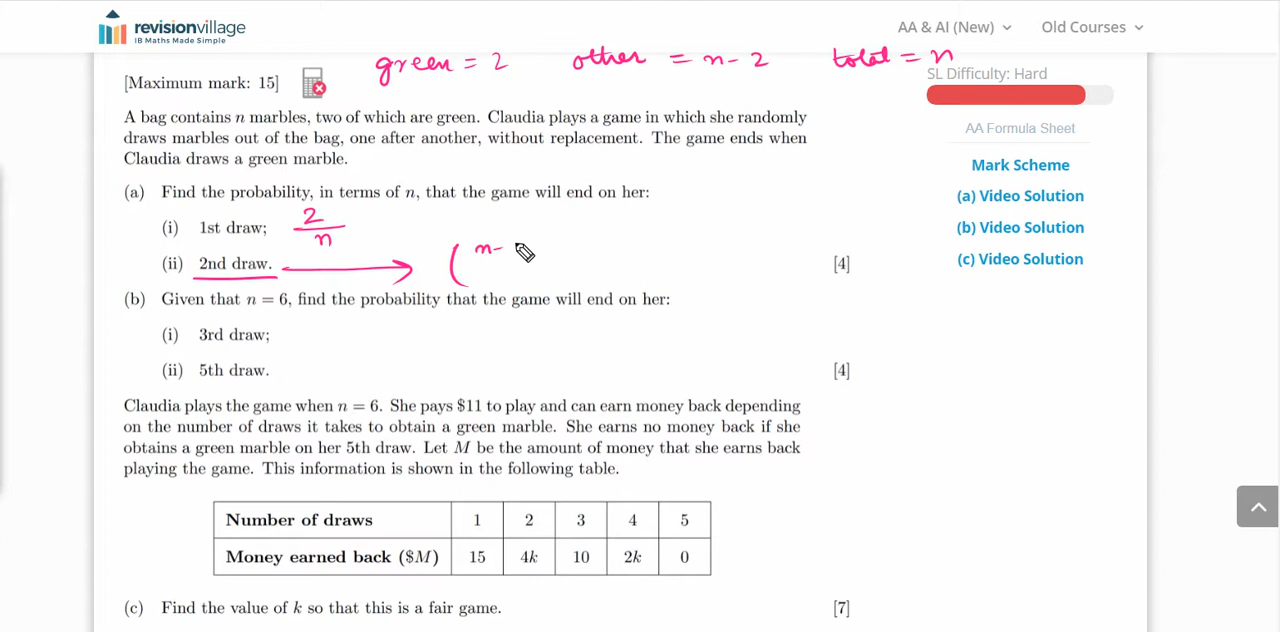 revisionvillage
IB Maths Made Simple
AA & AI (New)
Old Courses
green = 2 other = n-2 total = n
[Maximum mark: 15]
SL Difficulty: Hard
A bag contains n marbles, two of which are green. Claudia plays a game in which she randomly
draws marbles out of the bag, one after another, without replacement. The game ends when
Claudia draws a green marble.
AA Formula Sheet
Mark Scheme
(a) Video Solution
(b) Video Solution
(c) Video Solution
(a) Find the probability, in terms of n, that the game will end on her:
(i) 1st draw; 2/n
(ii) 2nd draw. ⟶ ( n- [4]
(b) Given that n = 6, find the probability that the game will end on her:
(i) 3rd draw;
(ii) 5th draw. [4]
Claudia plays the game when n = 6. She pays $11 to play and can earn money back depending
on the number of draws it takes to obtain a green marble. She earns no money back if she
obtains a green marble on her 5th draw. Let M be the amount of money that she earns back
playing the game. This information is shown in the following table.
Number of draws 1 2 3 4 5
Money earned back ($M) 15 4k 10 2k 0
(c) Find the value of k so that this is a fair game. [7]